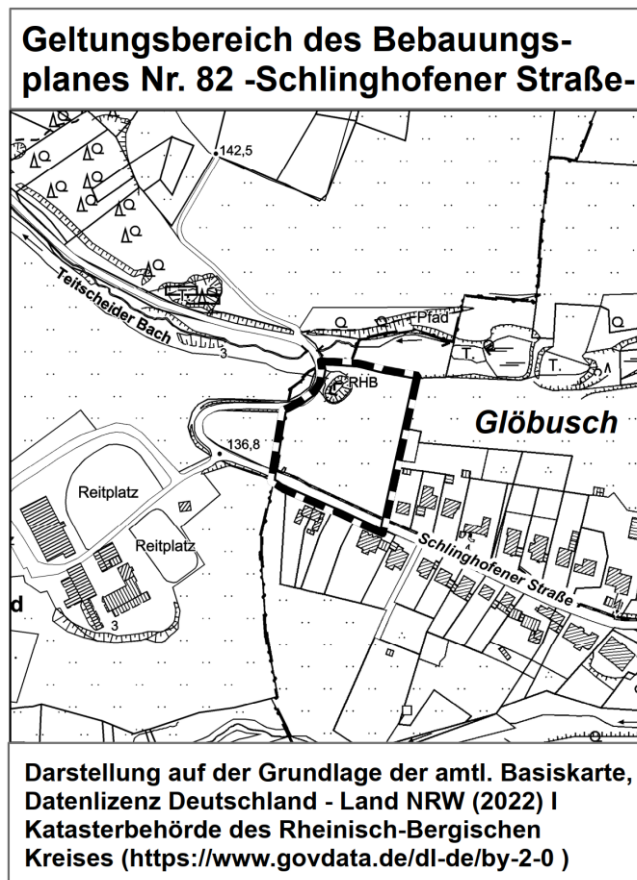 Geltungsbereich des Bebauungs-
planes Nr. 82 -Schlinghofener Straße-
142,5
Q
Q
Q
Q
Q
Q
Q
Q
T.
Teitscheider Bach
3
Pfad
Q
Q
T.
T.
RHB
Glöbusch
136,8
Reitplatz
Reitplatz
Schlinghofener Straße
d
3
Q
Darstellung auf der Grundlage der amtl. Basiskarte,
Datenlizenz Deutschland - Land NRW (2022) I
Katasterbehörde des Rheinisch-Bergischen
Kreises (https://www.govdata.de/dl-de/by-2-0 )